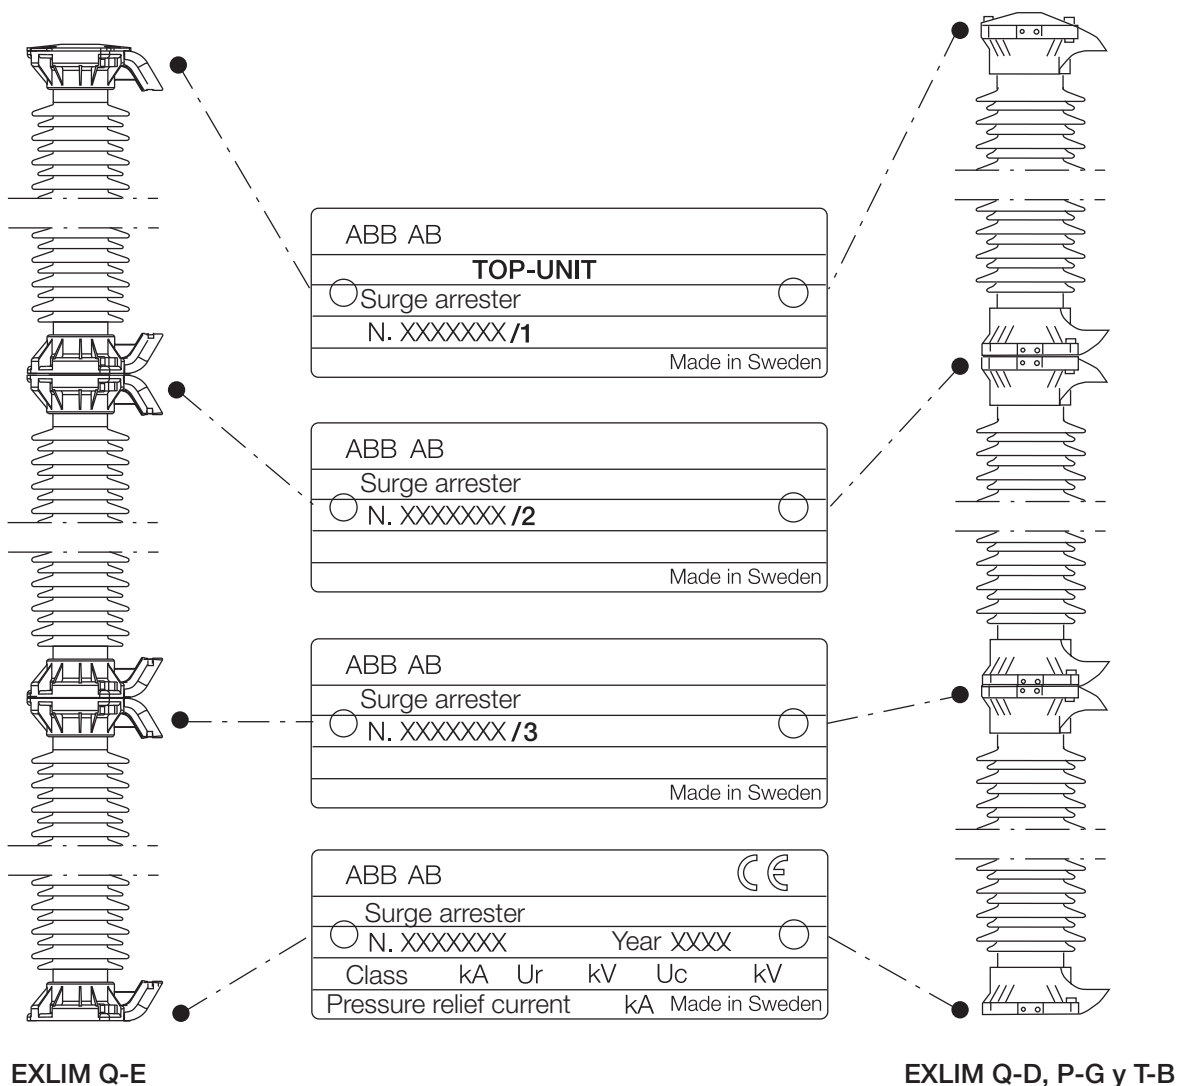 ABB AB
TOP-UNIT
Surge arrester
N. XXXXXXX/1
Made in Sweden
ABB AB
Surge arrester
N. XXXXXXX/2
Made in Sweden
ABB AB
Surge arrester
N. XXXXXXX/3
Made in Sweden
ABB AB CE
Surge arrester
N. XXXXXXX Year XXXX
Class kA Ur kV Uc kV
Pressure relief current kA Made in Sweden
EXLIM Q-E
EXLIM Q-D, P-G y T-B